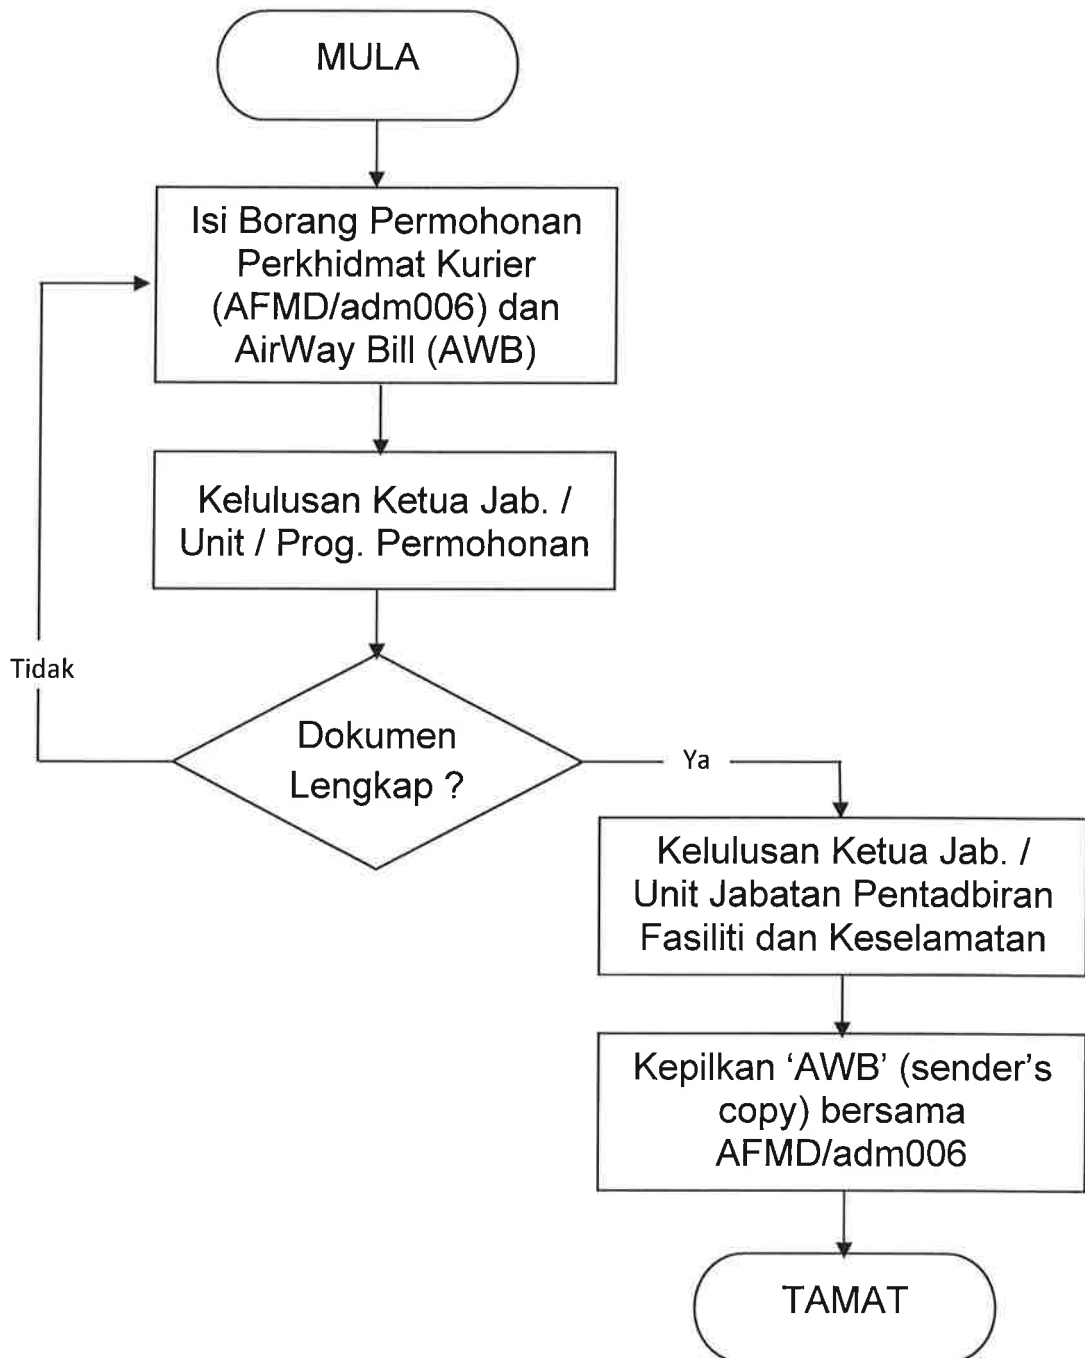 MULA
Isi Borang Permohonan
Perkhidmat Kurier
(AFMD/adm006) dan
AirWay Bill (AWB)
Kelulusan Ketua Jab. /
Unit / Prog. Permohonan
Tidak
Dokumen
Lengkap ?
Ya
Kelulusan Ketua Jab. /
Unit Jabatan Pentadbiran
Fasiliti dan Keselamatan
Kepilkan ‘AWB’ (sender’s
copy) bersama
AFMD/adm006
TAMAT